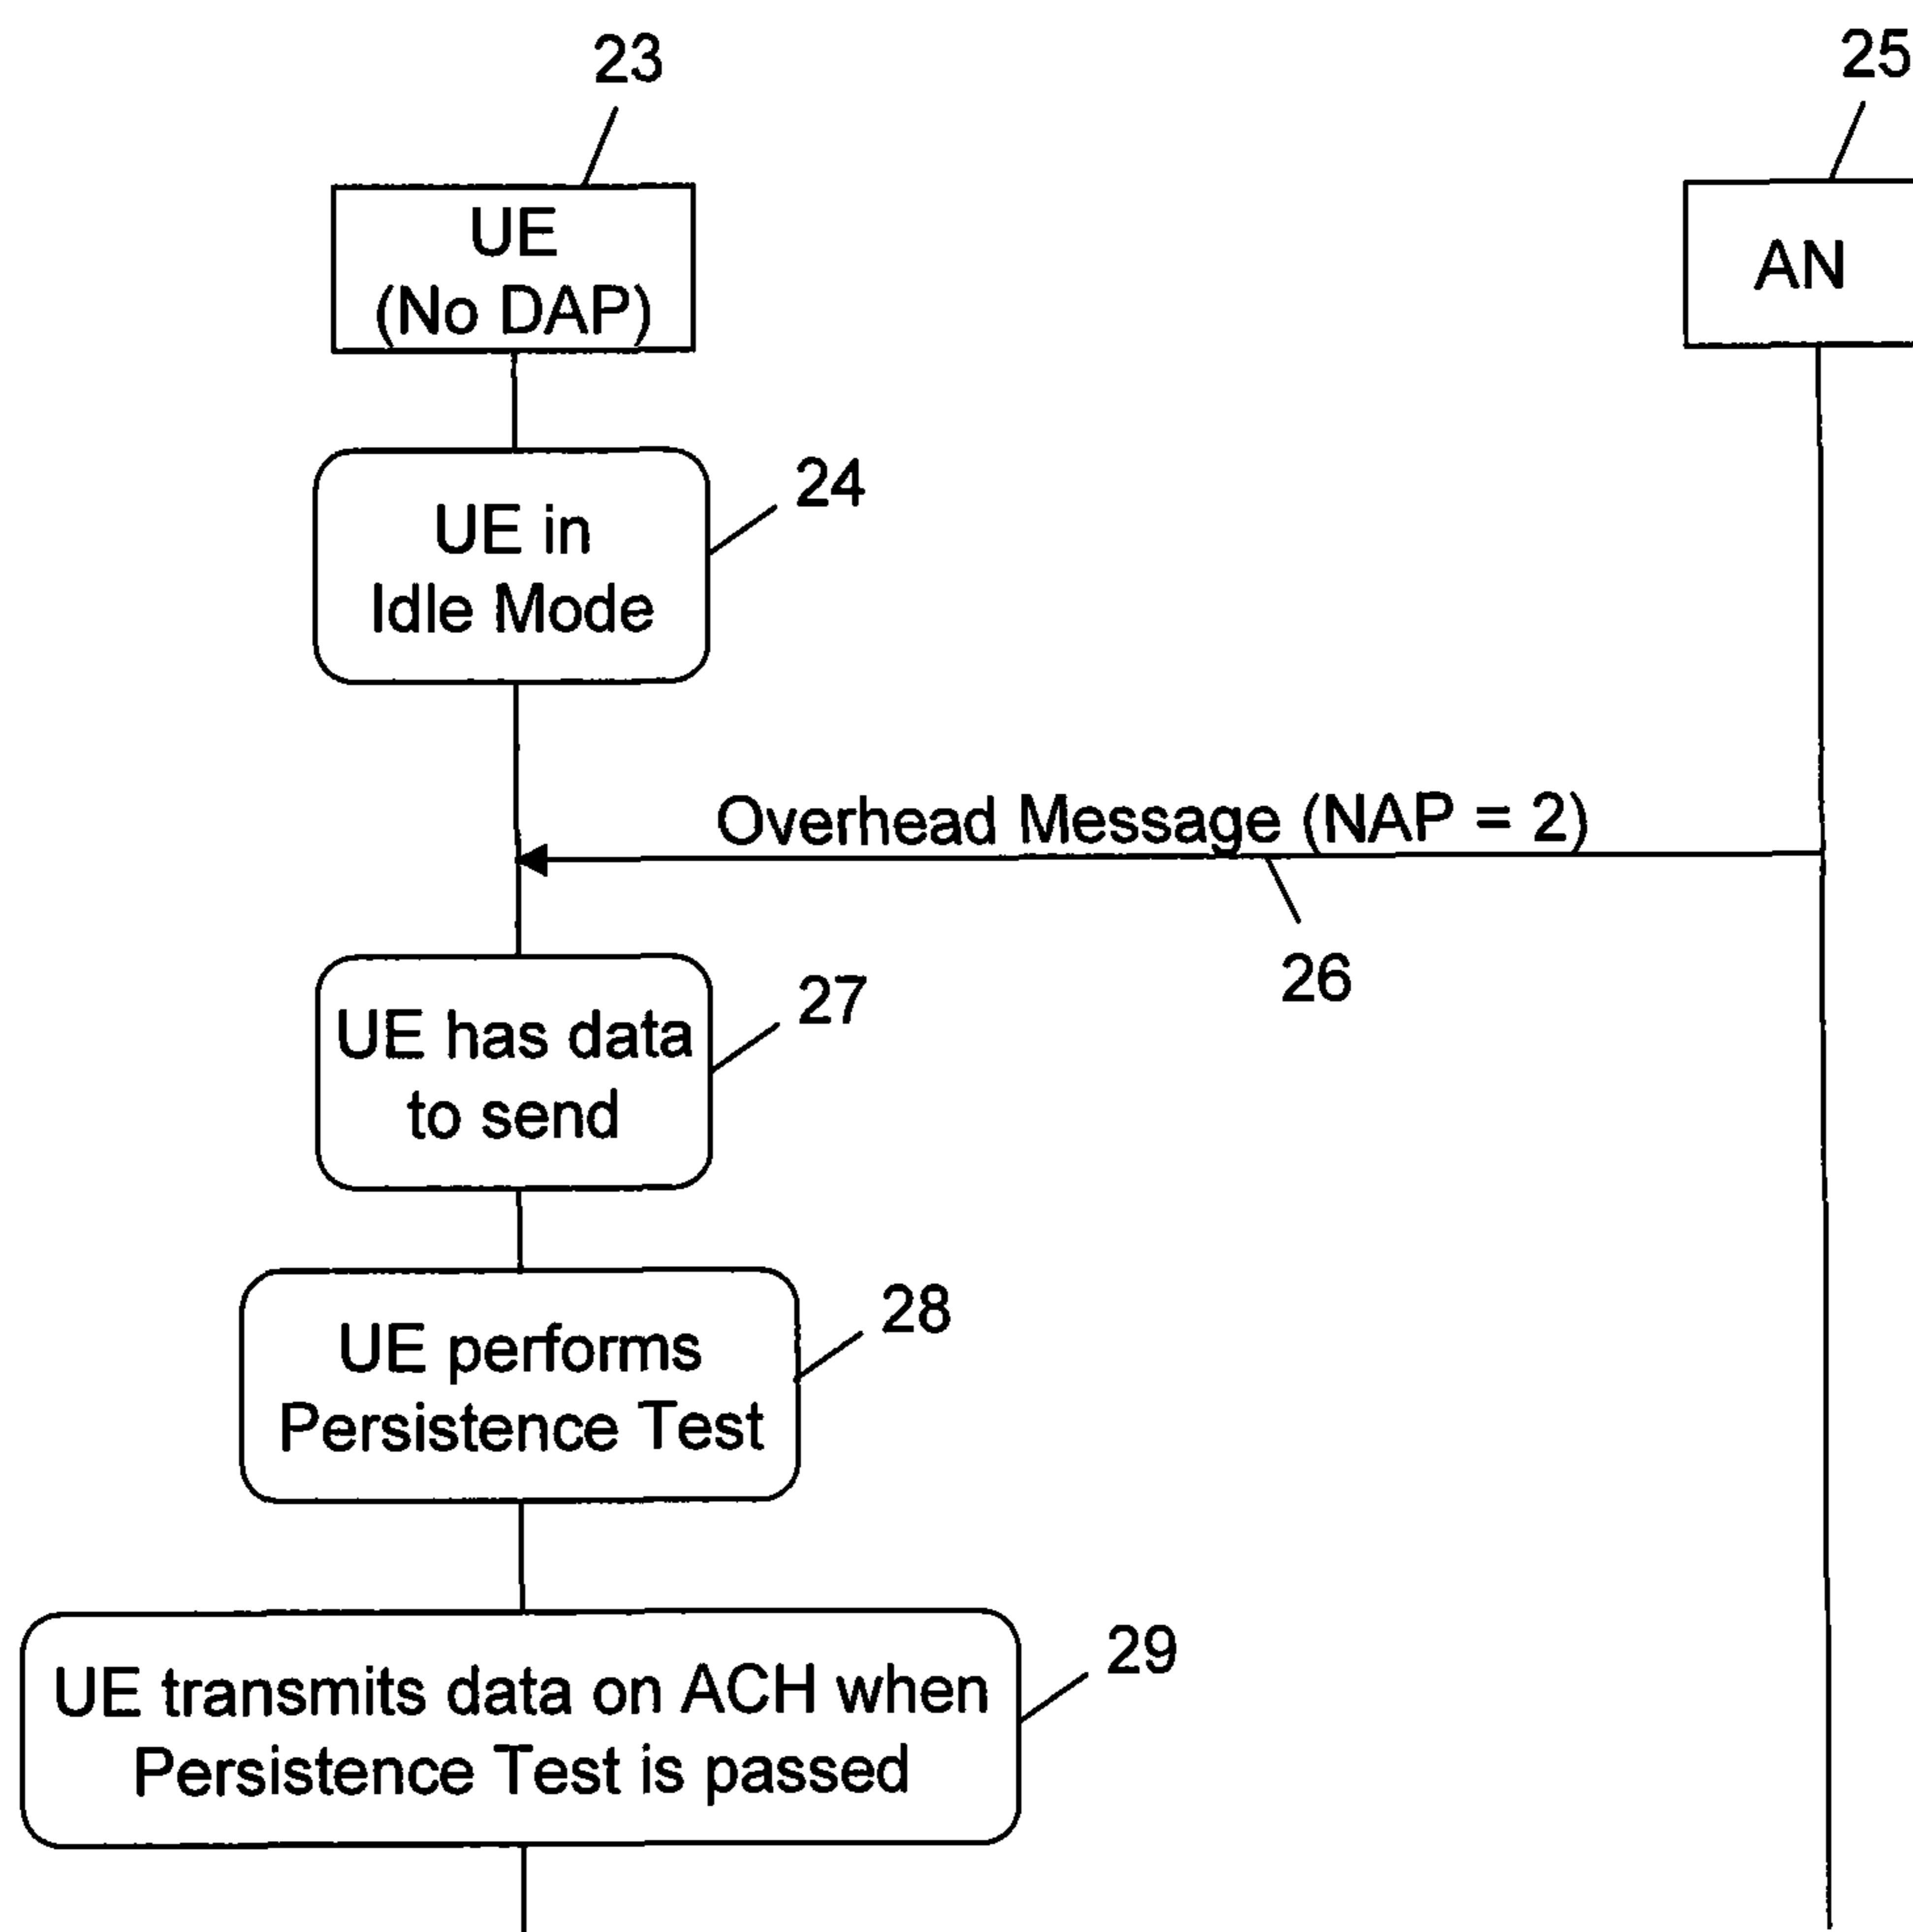 23
25
UE
(No DAP)
AN
UE in
Idle Mode
24
Overhead Message (NAP = 2)
26
UE has data
to send
27
UE performs
Persistence Test
28
UE transmits data on ACH when
Persistence Test is passed
29